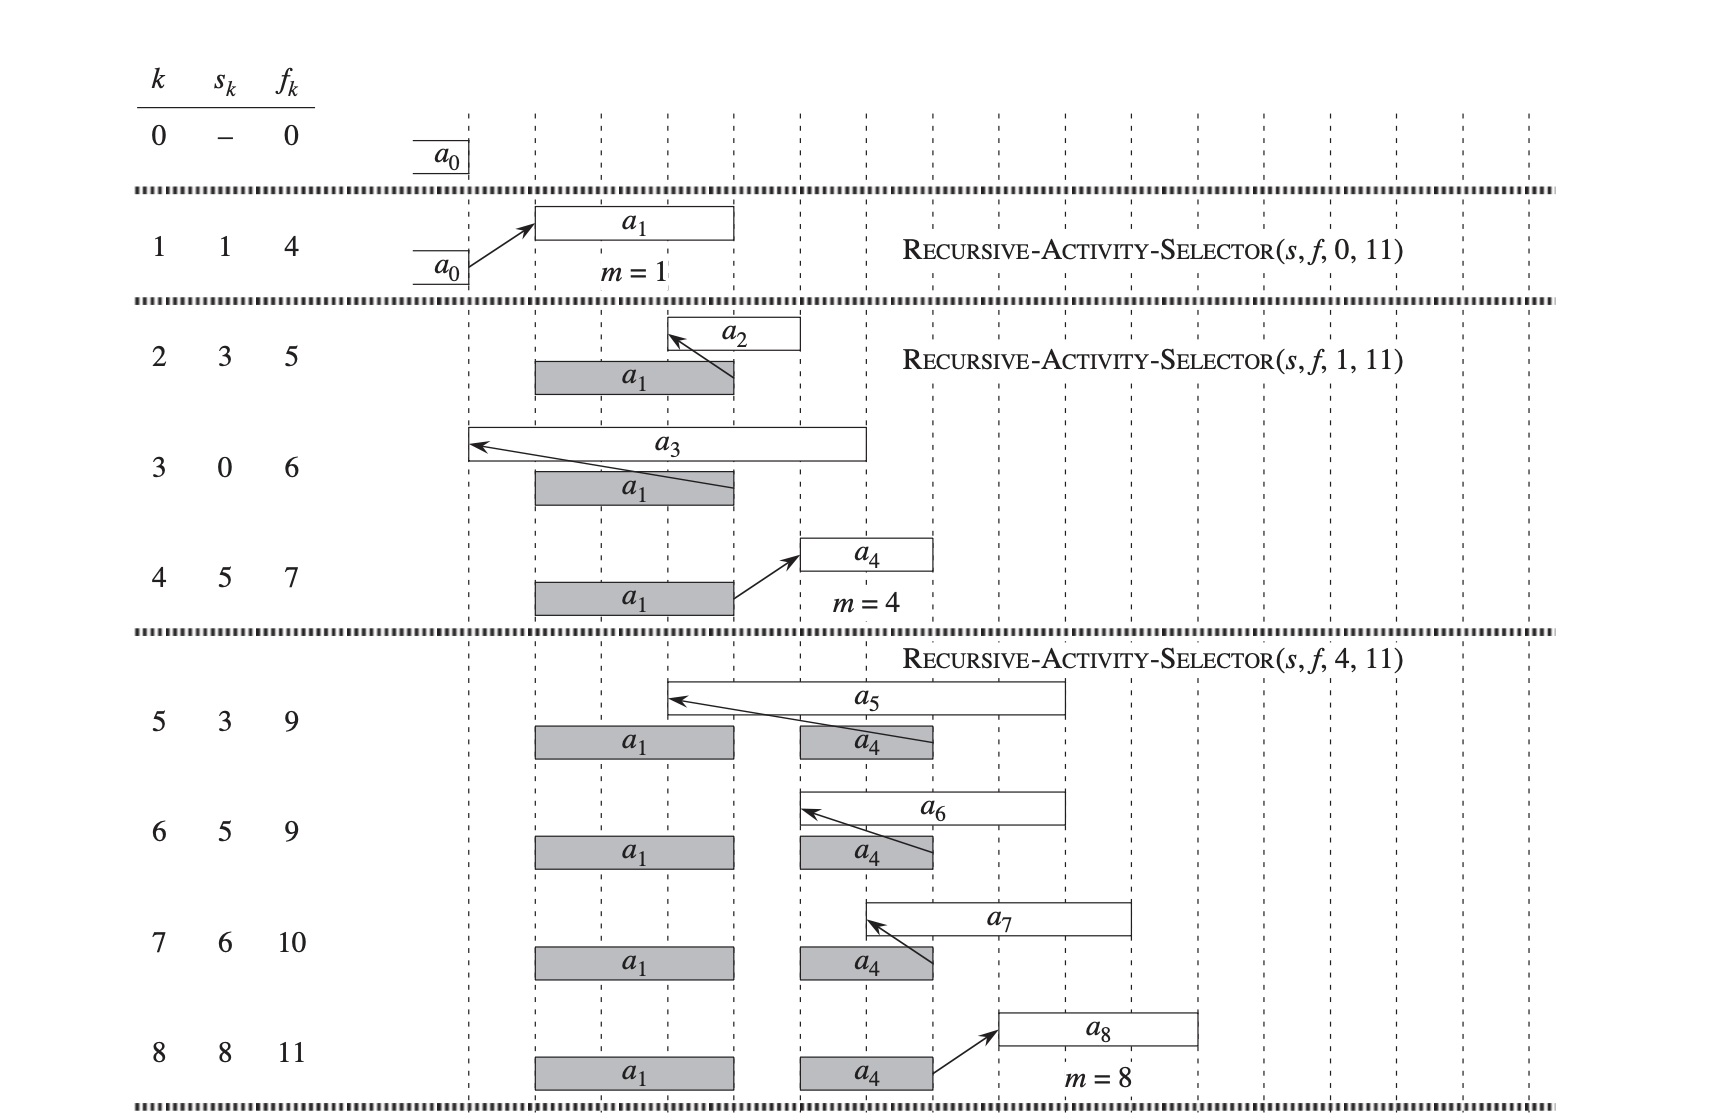 k s_k f_k
0 – 0
a_0
a_1
1 1 4
RECURSIVE-ACTIVITY-SELECTOR(s, f, 0, 11)
a_0
m = 1
a_2
2 3 5
RECURSIVE-ACTIVITY-SELECTOR(s, f, 1, 11)
a_1
a_3
3 0 6
a_1
a_4
4 5 7
a_1
m = 4
RECURSIVE-ACTIVITY-SELECTOR(s, f, 4, 11)
a_5
5 3 9
a_1 a_4
a_6
6 5 9
a_1 a_4
a_7
7 6 10
a_1 a_4
a_8
8 8 11
a_1 a_4
m = 8